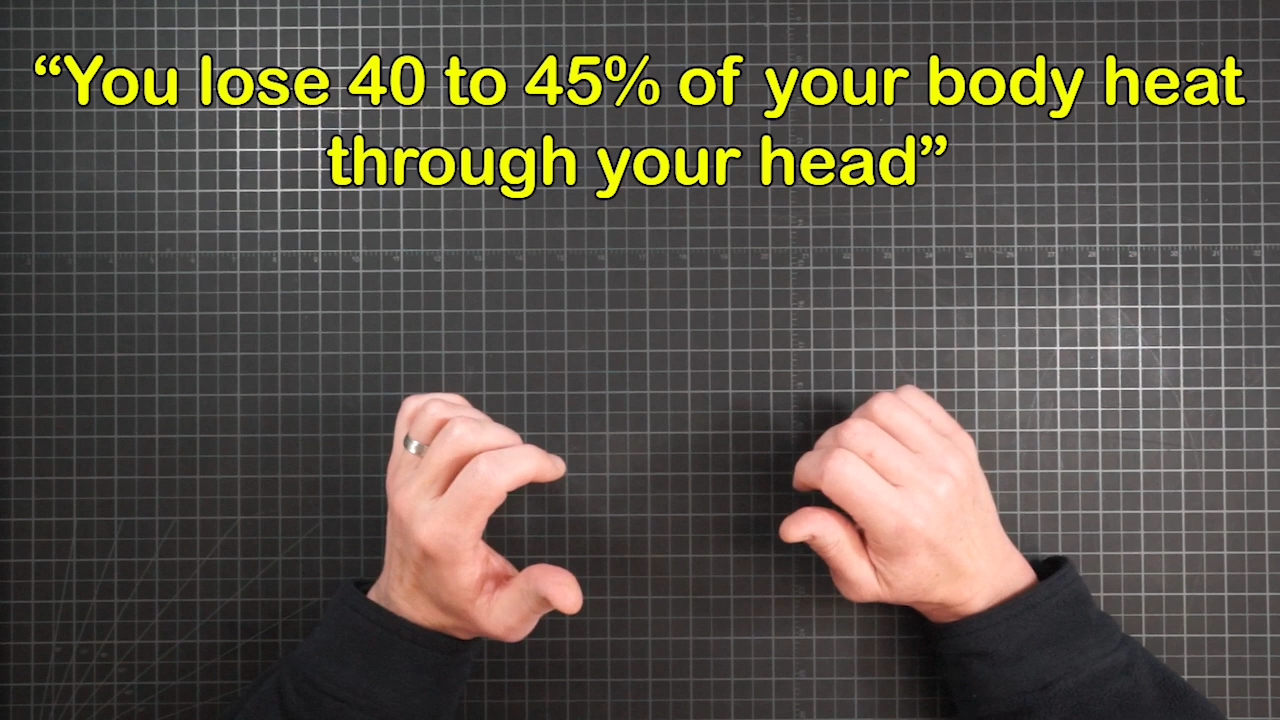 “You lose 40 to 45% of your body heat
through your head”